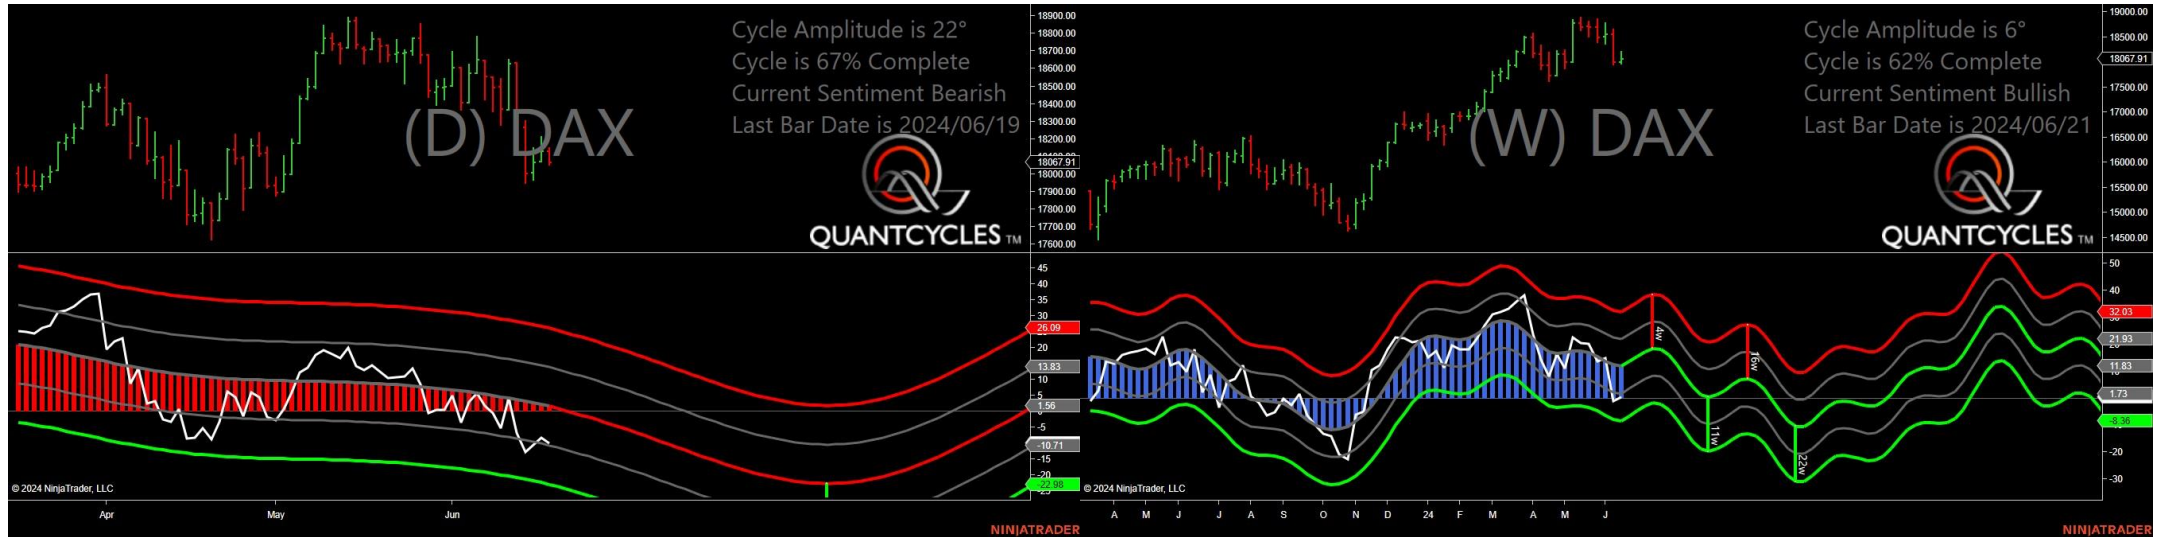 Cycle Amplitude is 22°
Cycle is 67% Complete
Current Sentiment Bearish
Last Bar Date is 2024/06/19
(D) DAX
QUANTCYCLES TM
18900.00
18800.00
18700.00
18600.00
18500.00
18400.00
18300.00
18200.00
18067.91
18000.00
17900.00
17800.00
17700.00
17600.00
45
40
35
30
26.09
20
13.83
10
5
1.56
-5
-10.71
-15
-20
-22.98
© 2024 NinjaTrader, LLC
Apr May Jun
NINJATRADER
Cycle Amplitude is 6°
Cycle is 62% Complete
Current Sentiment Bullish
Last Bar Date is 2024/06/21
(W) DAX
QUANTCYCLES TM
19000.00
18500.00
18067.91
17500.00
17000.00
16500.00
16000.00
15500.00
15000.00
14500.00
50
40
32.03
21.93
11.83
1.73
-8.36
-20
-30
4w
16w
11w
22w
© 2024 NinjaTrader, LLC
A M J J A S O N D 24 F M A M J
NINJATRADER